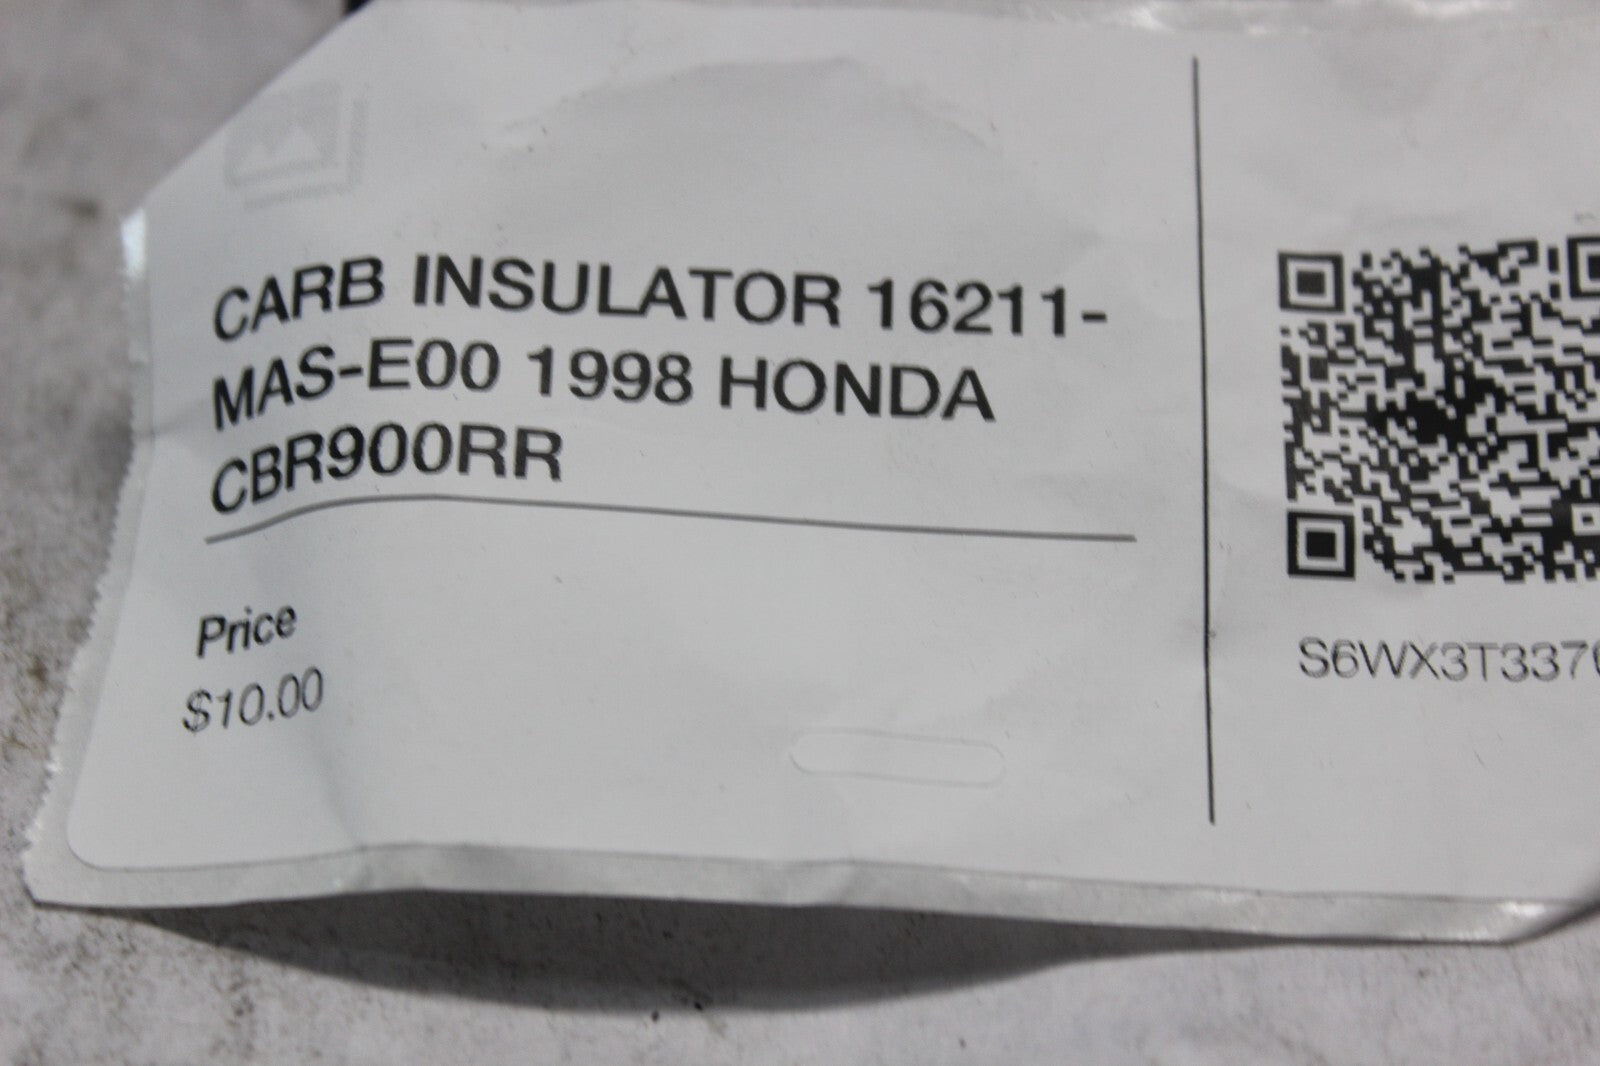 CARB INSULATOR 16211-
MAS-E00 1998 HONDA
CBR900RR
Price
$10.00